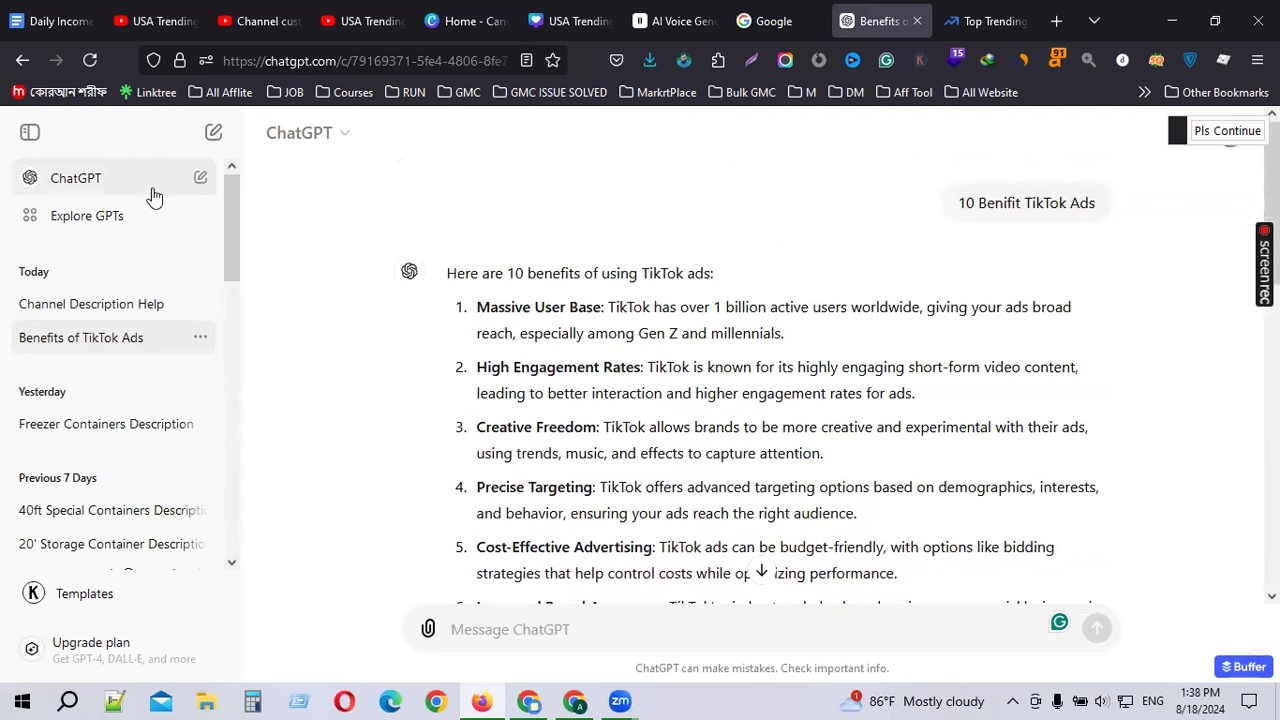 Daily Income
USA Trending
Channel cust
USA Trending
Home - Can
USA Trending
AI Voice Gene
Google
Benefits o
Top Trending
https://chatgpt.com/c/29169371-5fe4-4806-8fe7
15
91
কোরআন শরীফ
Linktree
All Afflite
JOB
Courses
RUN
GMC
GMC ISSUE SOLVED
MarkrtPlace
Bulk GMC
M
DM
Aff Tool
All Website
Other Bookmarks
ChatGPT
Pls Continue
ChatGPT
Explore GPTs
10 Benifit TikTok Ads
Today
Channel Description Help
Benefits of TikTok Ads
Yesterday
Freezer Containers Description
Previous 7 Days
40ft Special Containers Descripti
20' Storage Container Descriptio
Templates
Upgrade plan
Get GPT-4, DALL·E, and more
Here are 10 benefits of using TikTok ads:
1. Massive User Base: TikTok has over 1 billion active users worldwide, giving your ads broad
reach, especially among Gen Z and millennials.
2. High Engagement Rates: TikTok is known for its highly engaging short-form video content,
leading to better interaction and higher engagement rates for ads.
3. Creative Freedom: TikTok allows brands to be more creative and experimental with their ads,
using trends, music, and effects to capture attention.
4. Precise Targeting: TikTok offers advanced targeting options based on demographics, interests,
and behavior, ensuring your ads reach the right audience.
5. Cost-Effective Advertising: TikTok ads can be budget-friendly, with options like bidding
strategies that help control costs while op izing performance.
screen rec
Message ChatGPT
ChatGPT can make mistakes. Check important info.
Buffer
86°F Mostly cloudy
ENG
1:38 PM
8/18/2024